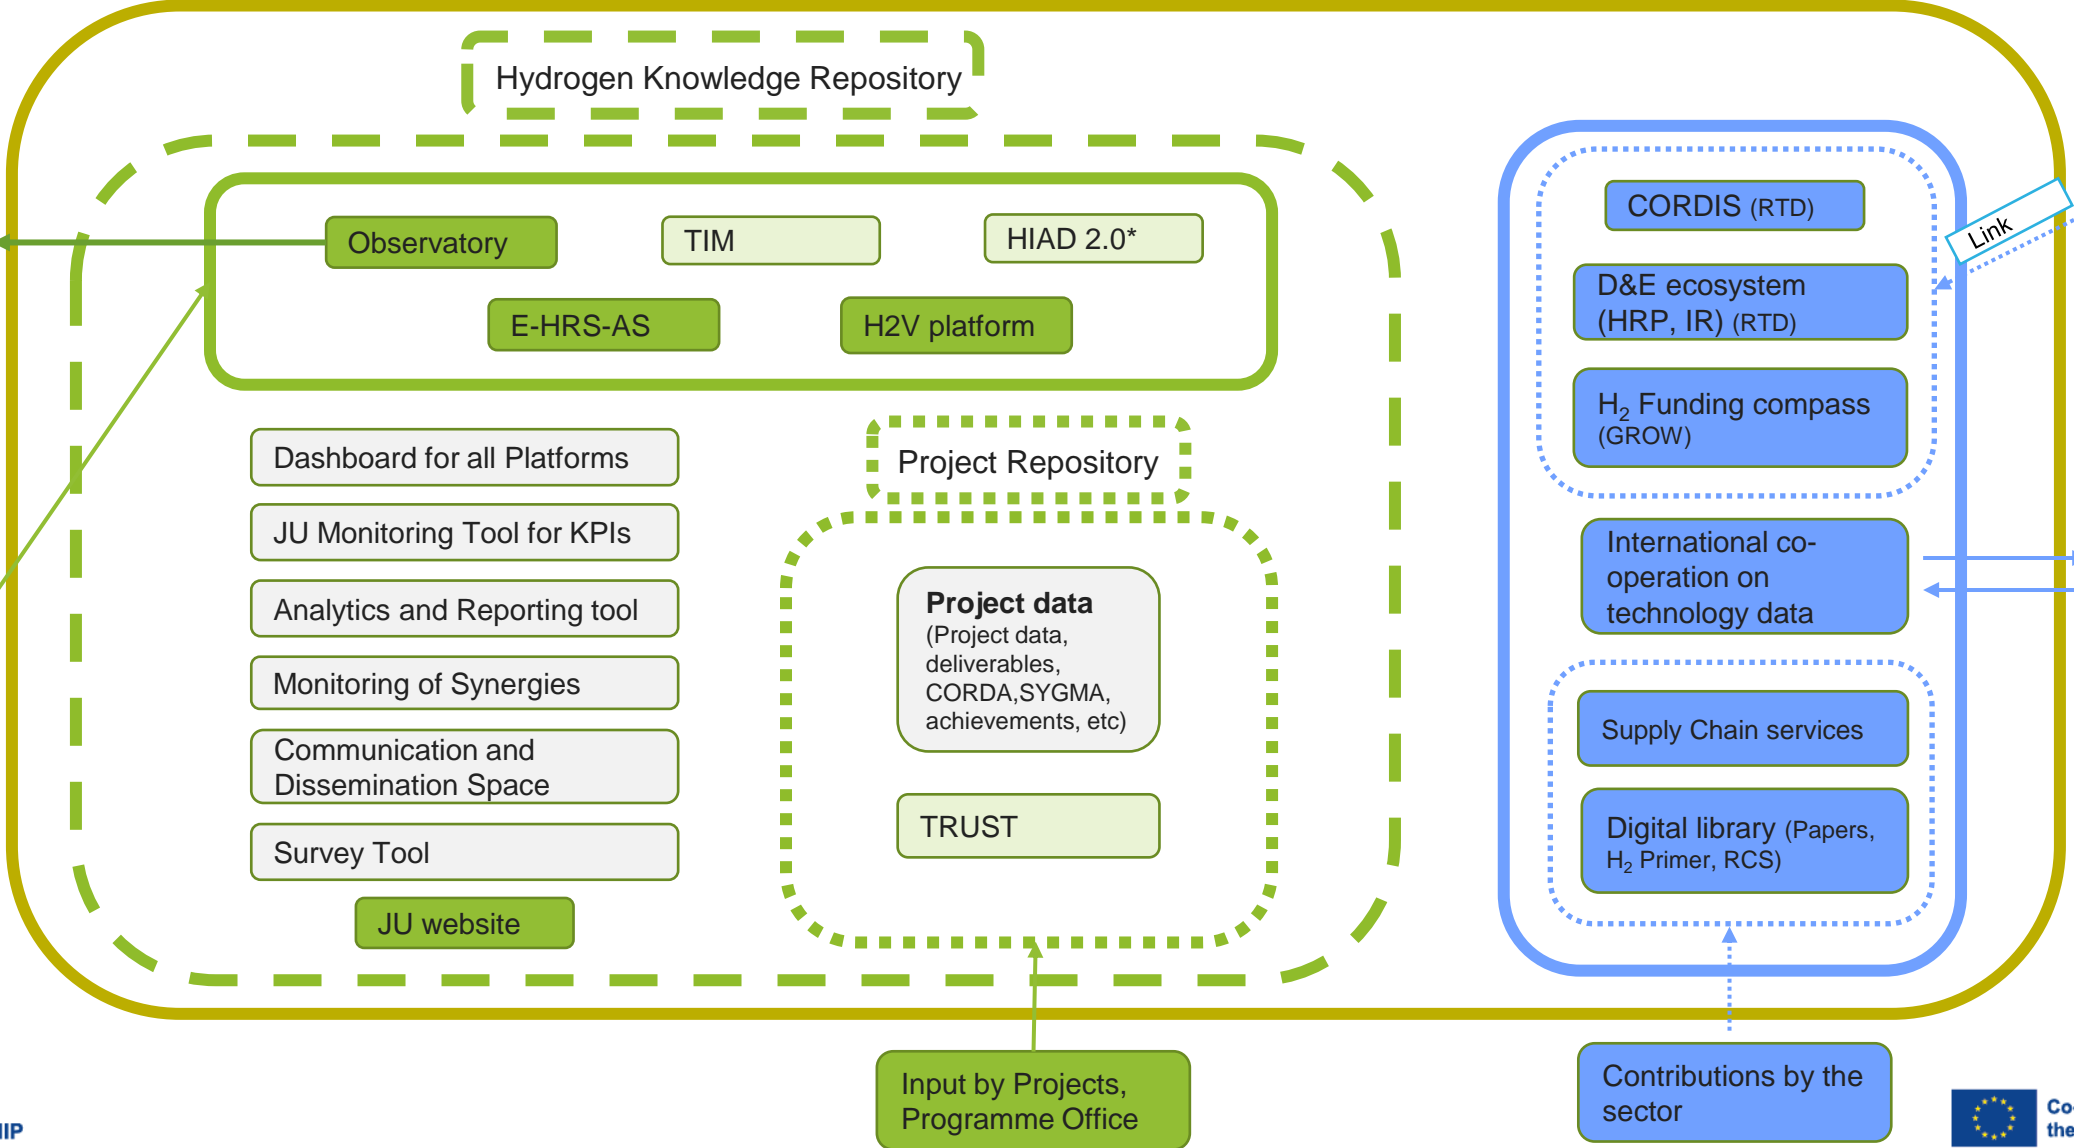 Hydrogen Knowledge Repository
Observatory
TIM
HIAD 2.0*
E-HRS-AS
H2V platform
Dashboard for all Platforms
JU Monitoring Tool for KPIs
Analytics and Reporting tool
Monitoring of Synergies
Communication and
Dissemination Space
Survey Tool
JU website
Project Repository
Project data
(Project data,
deliverables,
CORDA,SYGMA,
achievements, etc)
TRUST
Input by Projects,
Programme Office
CORDIS (RTD)
D&E ecosystem
(HRP, IR) (RTD)
H₂ Funding compass
(GROW)
Link
International co-
operation on
technology data
Supply Chain services
Digital library (Papers,
H₂ Primer, RCS)
Contributions by the
sector
Co-
the